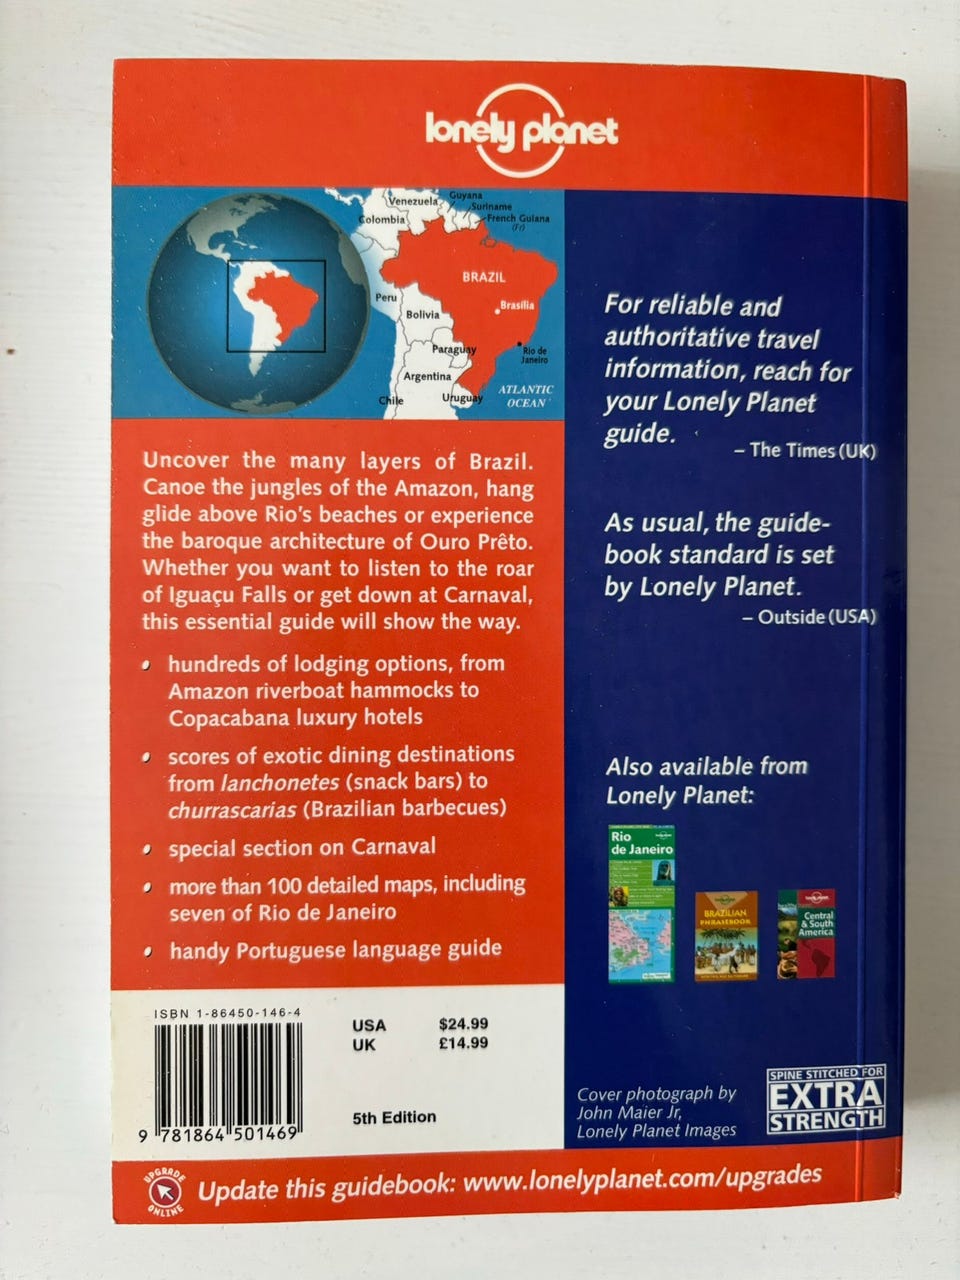 lonely planet
Guyana
Venezuela
Suriname
Colombia
French Guiana
(Fr)
BRAZIL
Peru
Brasília
Bolivia
Paraguay
Rio de
Janeiro
Argentina
ATLANTIC
OCEAN
Chile
Uruguay
Uncover the many layers of Brazil.
Canoe the jungles of the Amazon, hang
glide above Rio's beaches or experience
the baroque architecture of Ouro Prêto.
Whether you want to listen to the roar
of Iguaçu Falls or get down at Carnaval,
this essential guide will show the way.
• hundreds of lodging options, from
Amazon riverboat hammocks to
Copacabana luxury hotels
• scores of exotic dining destinations
from lanchonetes (snack bars) to
churrascarias (Brazilian barbecues)
• special section on Carnaval
• more than 100 detailed maps, including
seven of Rio de Janeiro
• handy Portuguese language guide
For reliable and
authoritative travel
information, reach for
your Lonely Planet
guide.
– The Times (UK)
As usual, the guide-
book standard is set
by Lonely Planet.
– Outside (USA)
Also available from
Lonely Planet:
Rio
de Janeiro
BRAZILIAN
PHRASEBOOK
healthy
Central
& South
America
ISBN 1-86450-146-4
9 781864 501469
USA $24.99
UK £14.99
5th Edition
Cover photograph by
John Maier Jr,
Lonely Planet Images
SPINE STITCHED FOR
EXTRA
STRENGTH
UPGRADE
ONLINE
Update this guidebook: www.lonelyplanet.com/upgrades